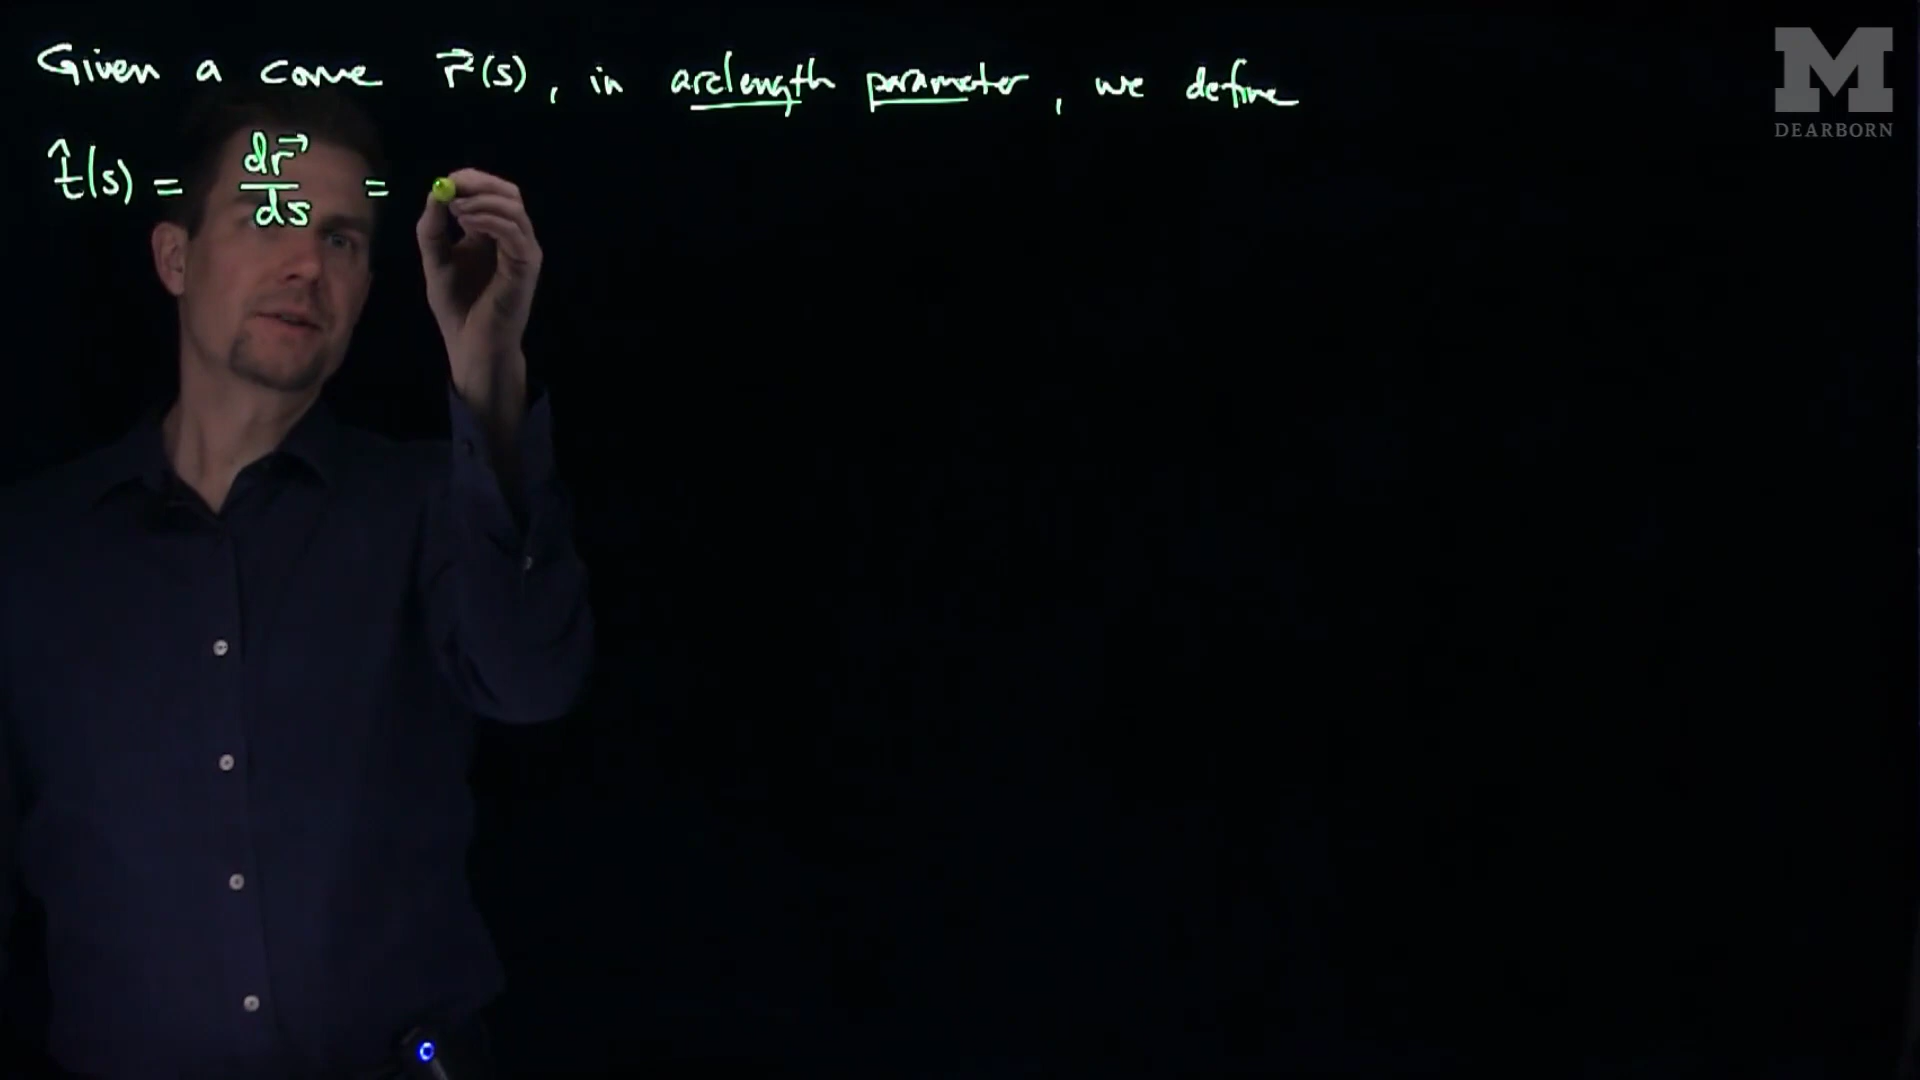 Given a curve r⃗(s), in arclength parameter, we define
t̂(s) = dr⃗/ds =
M
DEARBORN